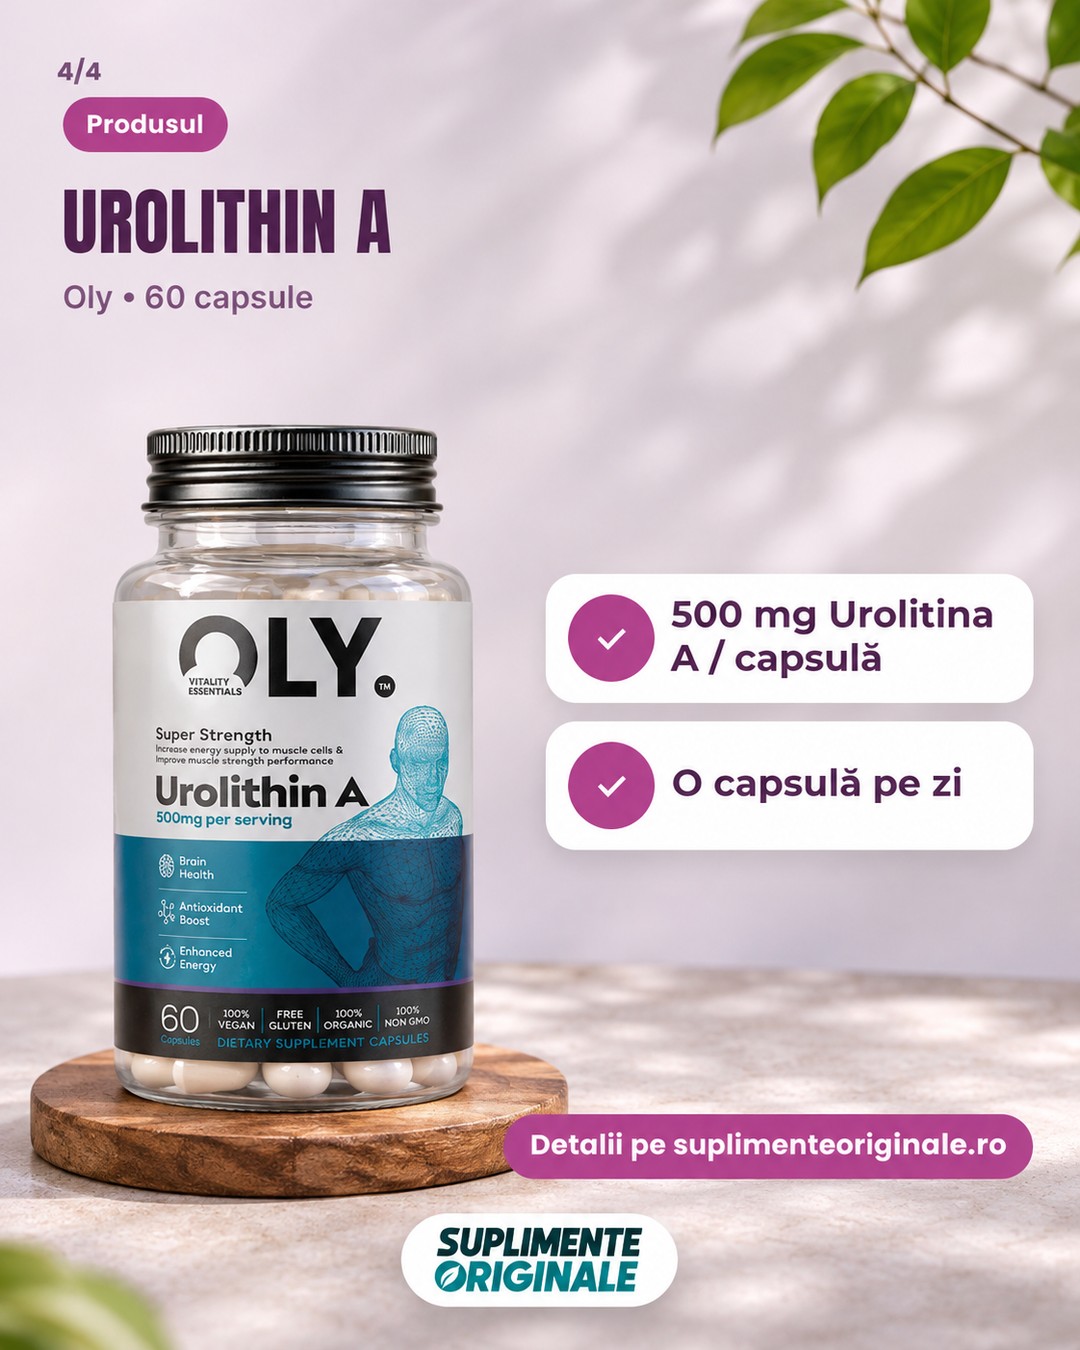 4/4
Produsul
UROLITHIN A
Oly • 60 capsule
OLY.
TM
VITALITY
ESSENTIALS
Super Strength
Increase energy supply to muscle cells &
Improve muscle strength performance
Urolithin A
500mg per serving
Brain
Health
Antioxidant
Boost
Enhanced
Energy
60
Capsules
100%
VEGAN
FREE
GLUTEN
100%
ORGANIC
100%
NON GMO
DIETARY SUPPLEMENT CAPSULES
500 mg Urolitina
A / capsulă
O capsulă pe zi
Detalii pe suplimenteoriginale.ro
SUPLIMENTE
ORIGINALE